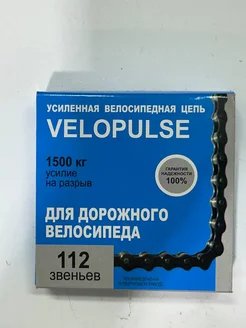 УСИЛЕННАЯ ВЕЛОСИПЕДНАЯ ЦЕПЬ
VELOPULSE
1500 кг
усилие
на разрыв
ГАРАНТИЯ
НАДЕЖНОСТИ
100%
ДЛЯ ДОРОЖНОГО
ВЕЛОСИПЕДА
112
звеньев